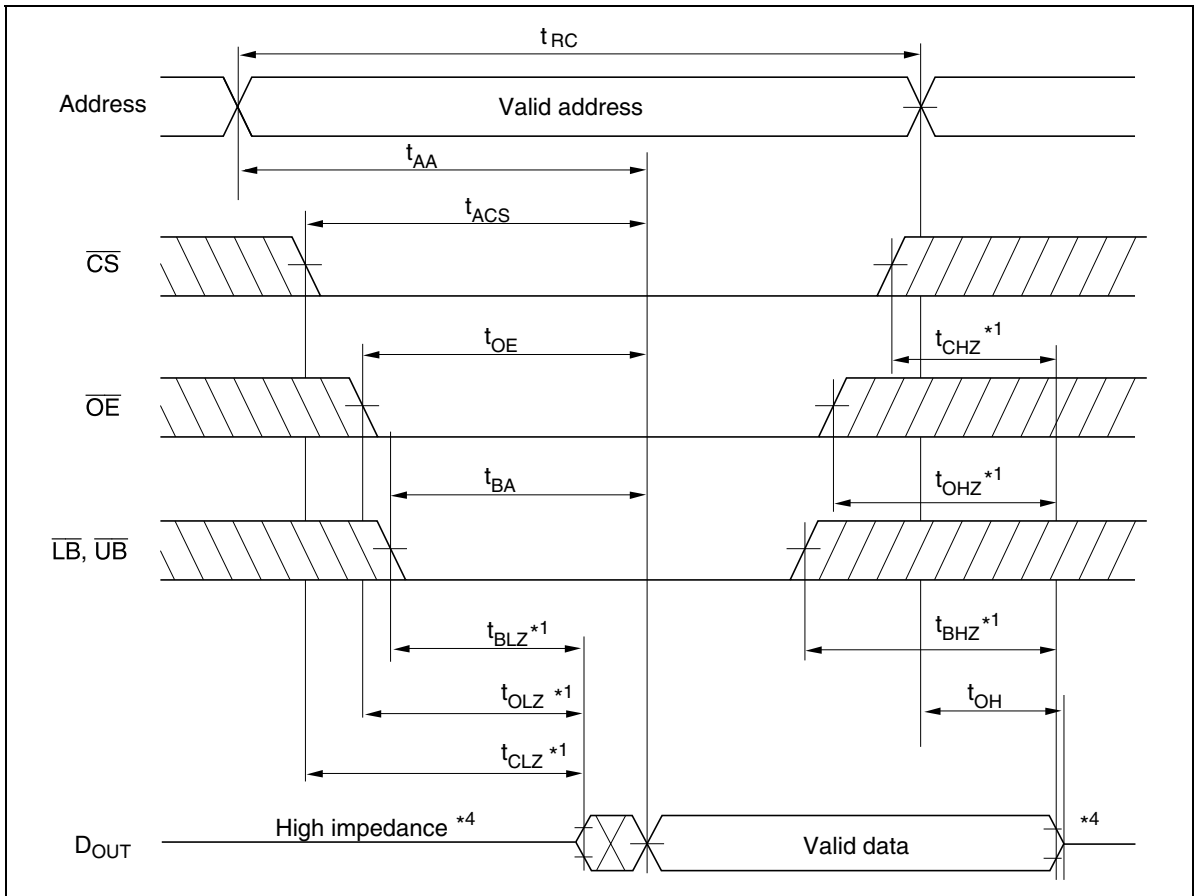 tRC
Address
Valid address
tAA
tACS
CS
tOE
tCHZ *1
OE
tBA
tOHZ *1
LB, UB
tBLZ *1
tBHZ *1
tOLZ *1
tOH
tCLZ *1
High impedance *4
*4
DOUT
Valid data